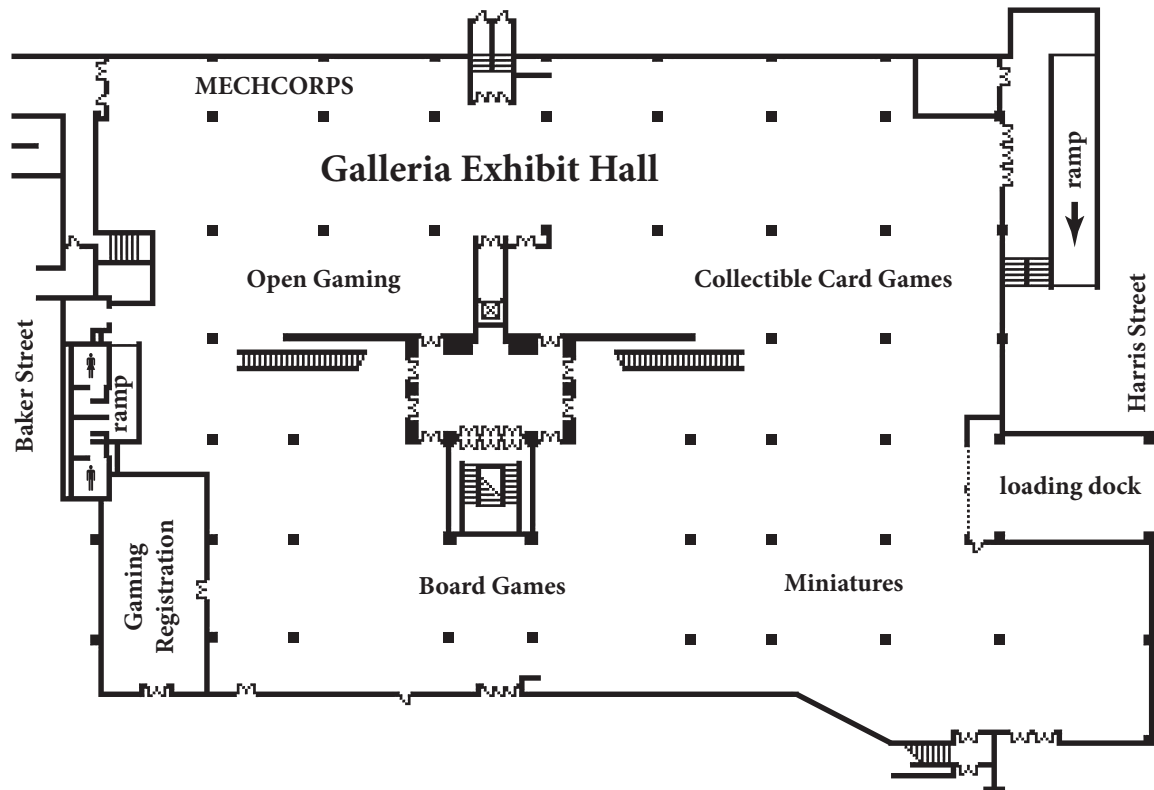 MECHCORPS
Galleria Exhibit Hall
ramp
Open Gaming
Collectible Card Games
Baker Street
ramp
Harris Street
loading dock
Gaming
Registration
Board Games
Miniatures